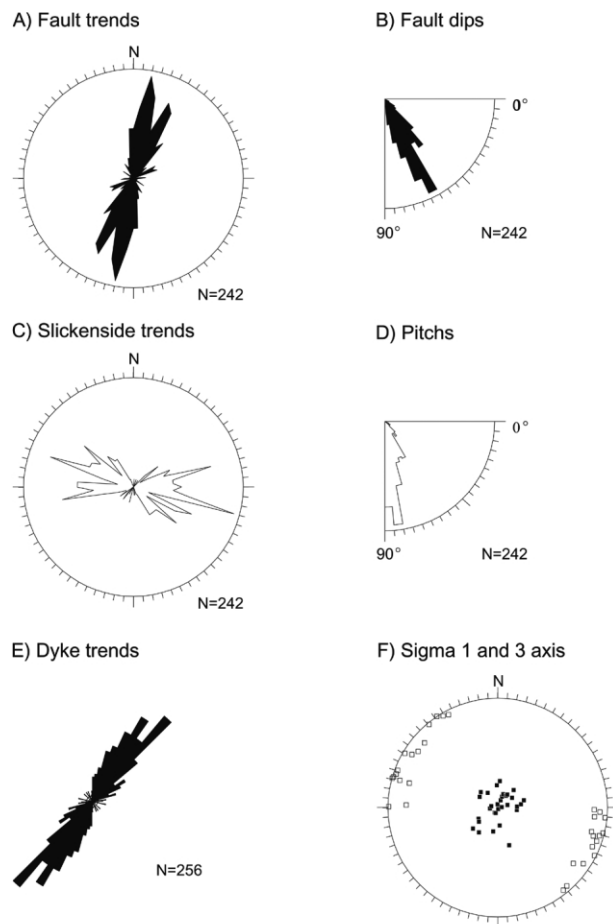 A) Fault trends
B) Fault dips
N
0°
90°
N=242
N=242
C) Slickenside trends
D) Pitchs
N
0°
90°
N=242
N=242
E) Dyke trends
F) Sigma 1 and 3 axis
N
N=256